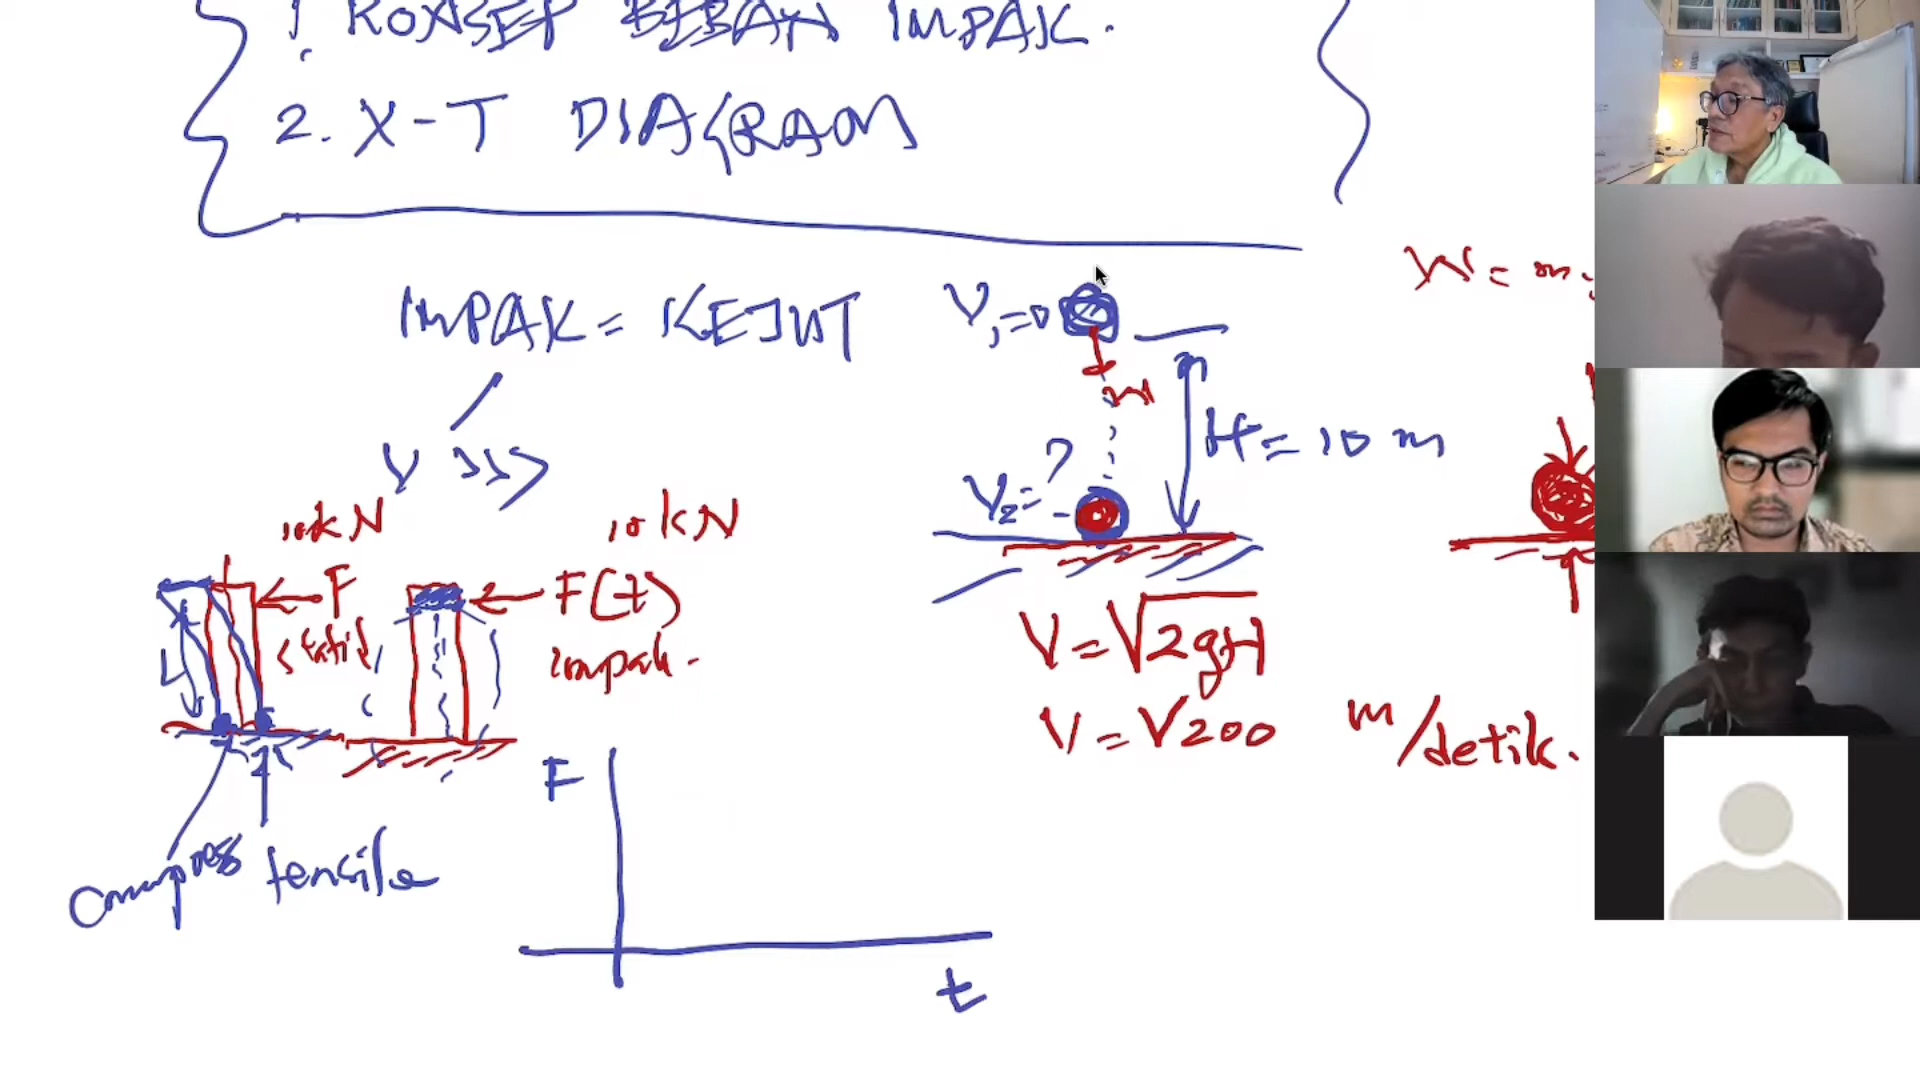 1. KONSEP BEBAN IMPAK.
2. X-T DIAGRAM
IMPAK = KEJUT
V >>>
V₁=0
W
H = 10 m
V₂= ?
W = m.
10 kN
F
statik
L
10 kN
F(t)
impak.
V = √2gH
V = √200 m/detik.
compress
tensile
F
t